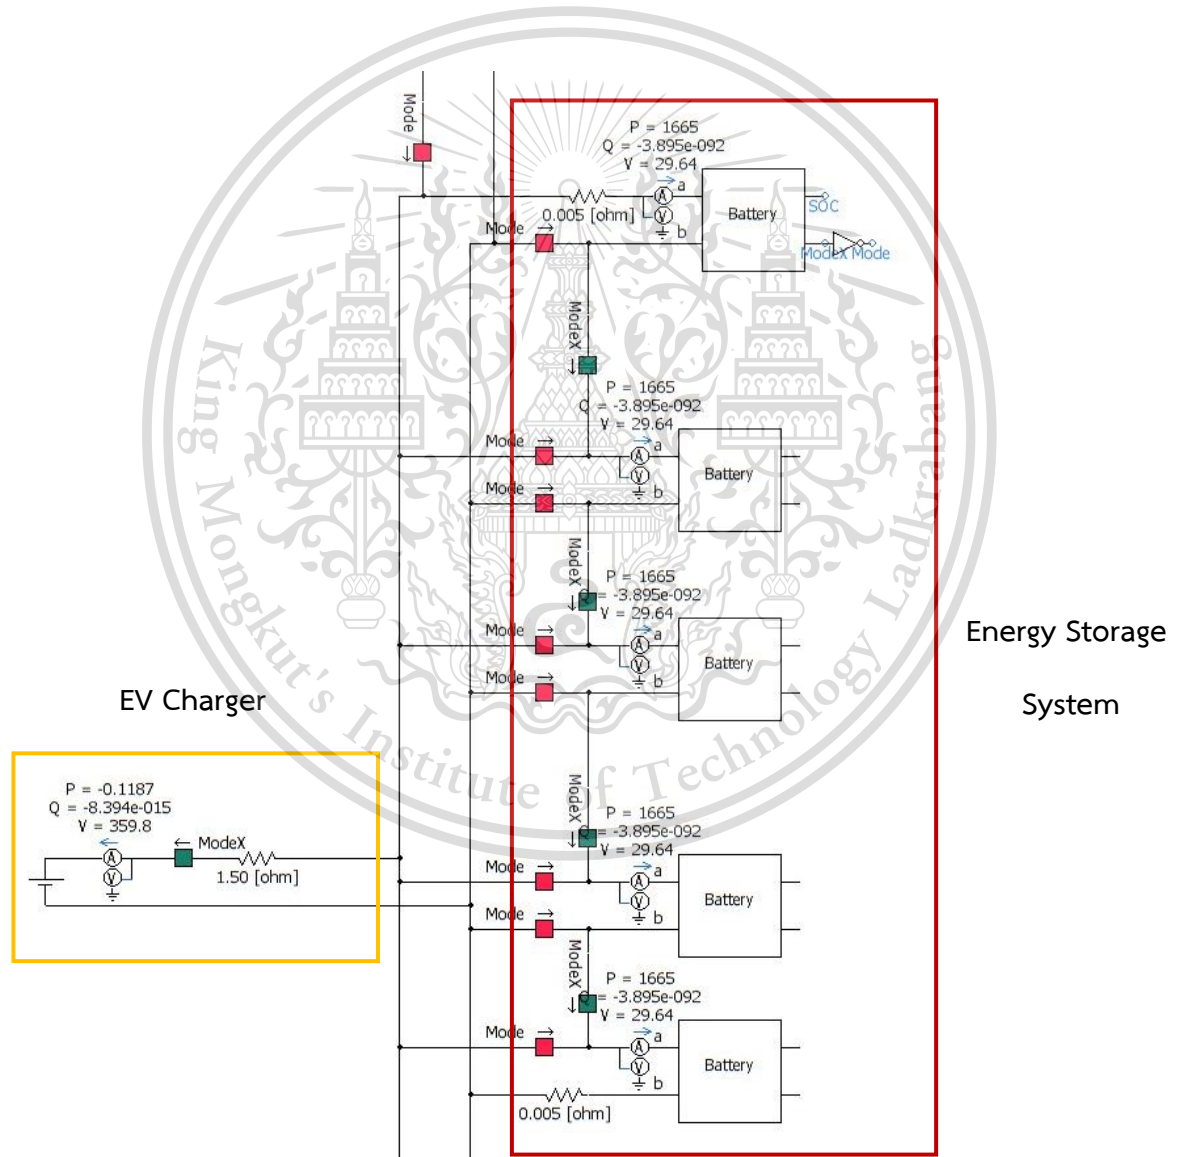 Mode
P = 1665
Q = -3.895e-092
V = 29.64
A
a
V
b
0.005 [ohm]
Battery
SOC
ModeX
Mode
Mode
ModeX
P = 1665
Q = -3.895e-092
V = 29.64
Mode
A
a
V
b
Battery
Mode
ModeX
P = 1665
Q = -3.895e-092
V = 29.64
Mode
A
a
V
b
Battery
Mode
Energy Storage
System
EV Charger
P = -0.1187
Q = -8.394e-015
V = 359.8
A
V
ModeX
1.50 [ohm]
ModeX
P = 1665
Q = -3.895e-092
V = 29.64
Mode
A
a
V
b
Battery
Mode
ModeX
P = 1665
Q = -3.895e-092
V = 29.64
Mode
A
a
V
b
Battery
0.005 [ohm]
King Mongkut's Institute of Technology Ladkrabang